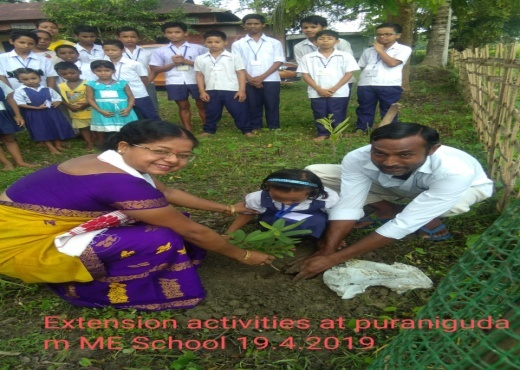 Extension activities at puraniguda
m ME School 19.4.2019